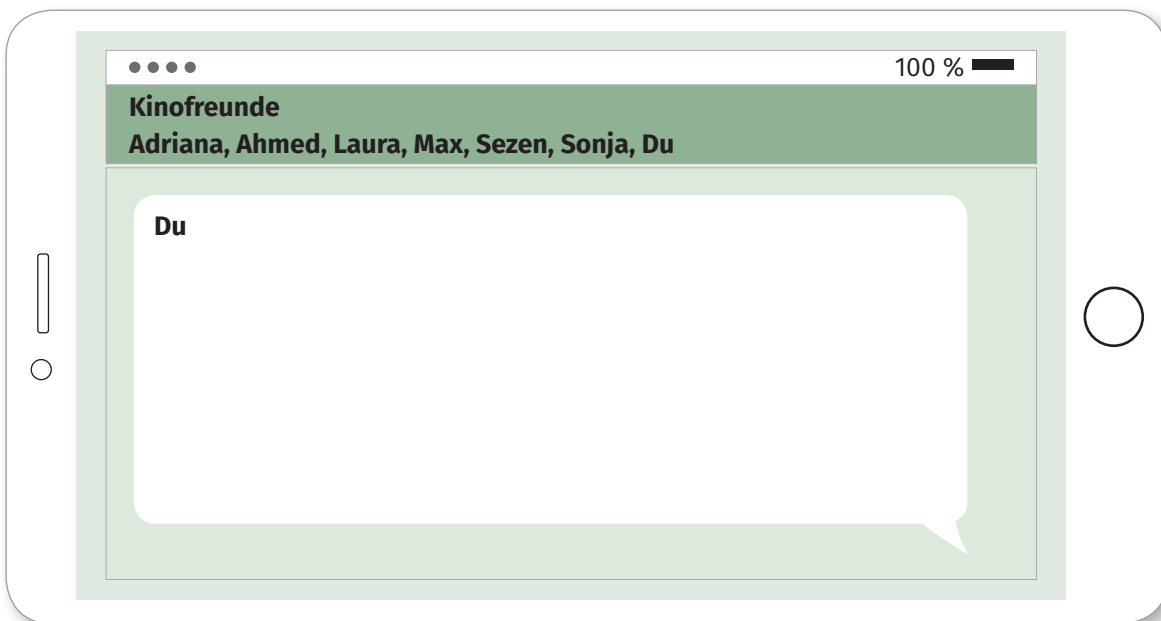 100 %
Kinofreunde
Adriana, Ahmed, Laura, Max, Sezen, Sonja, Du
Du